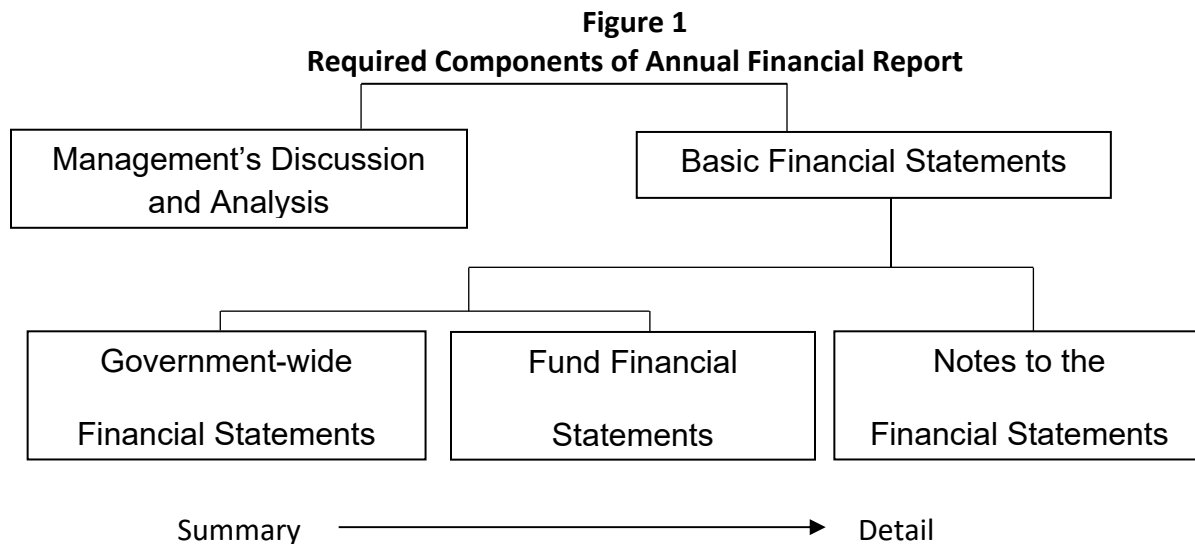 Figure 1
Required Components of Annual Financial Report
Management’s Discussion
and Analysis
Basic Financial Statements
Government-wide
Financial Statements
Fund Financial
Statements
Notes to the
Financial Statements
Summary
Detail